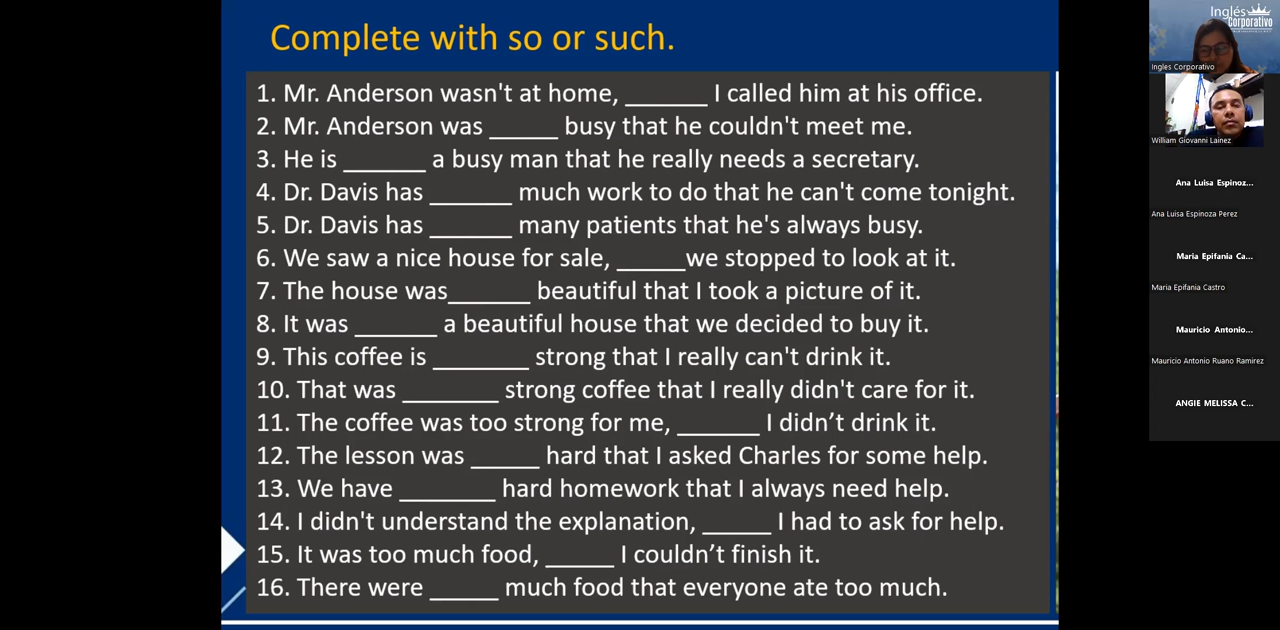 Complete with so or such.
1. Mr. Anderson wasn't at home, ______ I called him at his office.
2. Mr. Anderson was _____ busy that he couldn't meet me.
3. He is ______ a busy man that he really needs a secretary.
4. Dr. Davis has ______ much work to do that he can't come tonight.
5. Dr. Davis has ______ many patients that he's always busy.
6. We saw a nice house for sale, _____we stopped to look at it.
7. The house was______ beautiful that I took a picture of it.
8. It was ______ a beautiful house that we decided to buy it.
9. This coffee is _______ strong that I really can't drink it.
10. That was _______ strong coffee that I really didn't care for it.
11. The coffee was too strong for me, ______ I didn’t drink it.
12. The lesson was _____ hard that I asked Charles for some help.
13. We have _______ hard homework that I always need help.
14. I didn't understand the explanation, _____ I had to ask for help.
15. It was too much food, _____ I couldn’t finish it.
16. There were _____ much food that everyone ate too much.
Inglés
Corporativo
Ingles Corporativo
William Giovanni Lainez
Ana Luisa Espinoz...
Ana Luisa Espinoza Perez
Maria Epifania Ca...
Maria Epifania Castro
Mauricio Antonio...
Mauricio Antonio Ruano Ramirez
ANGIE MELISSA C...